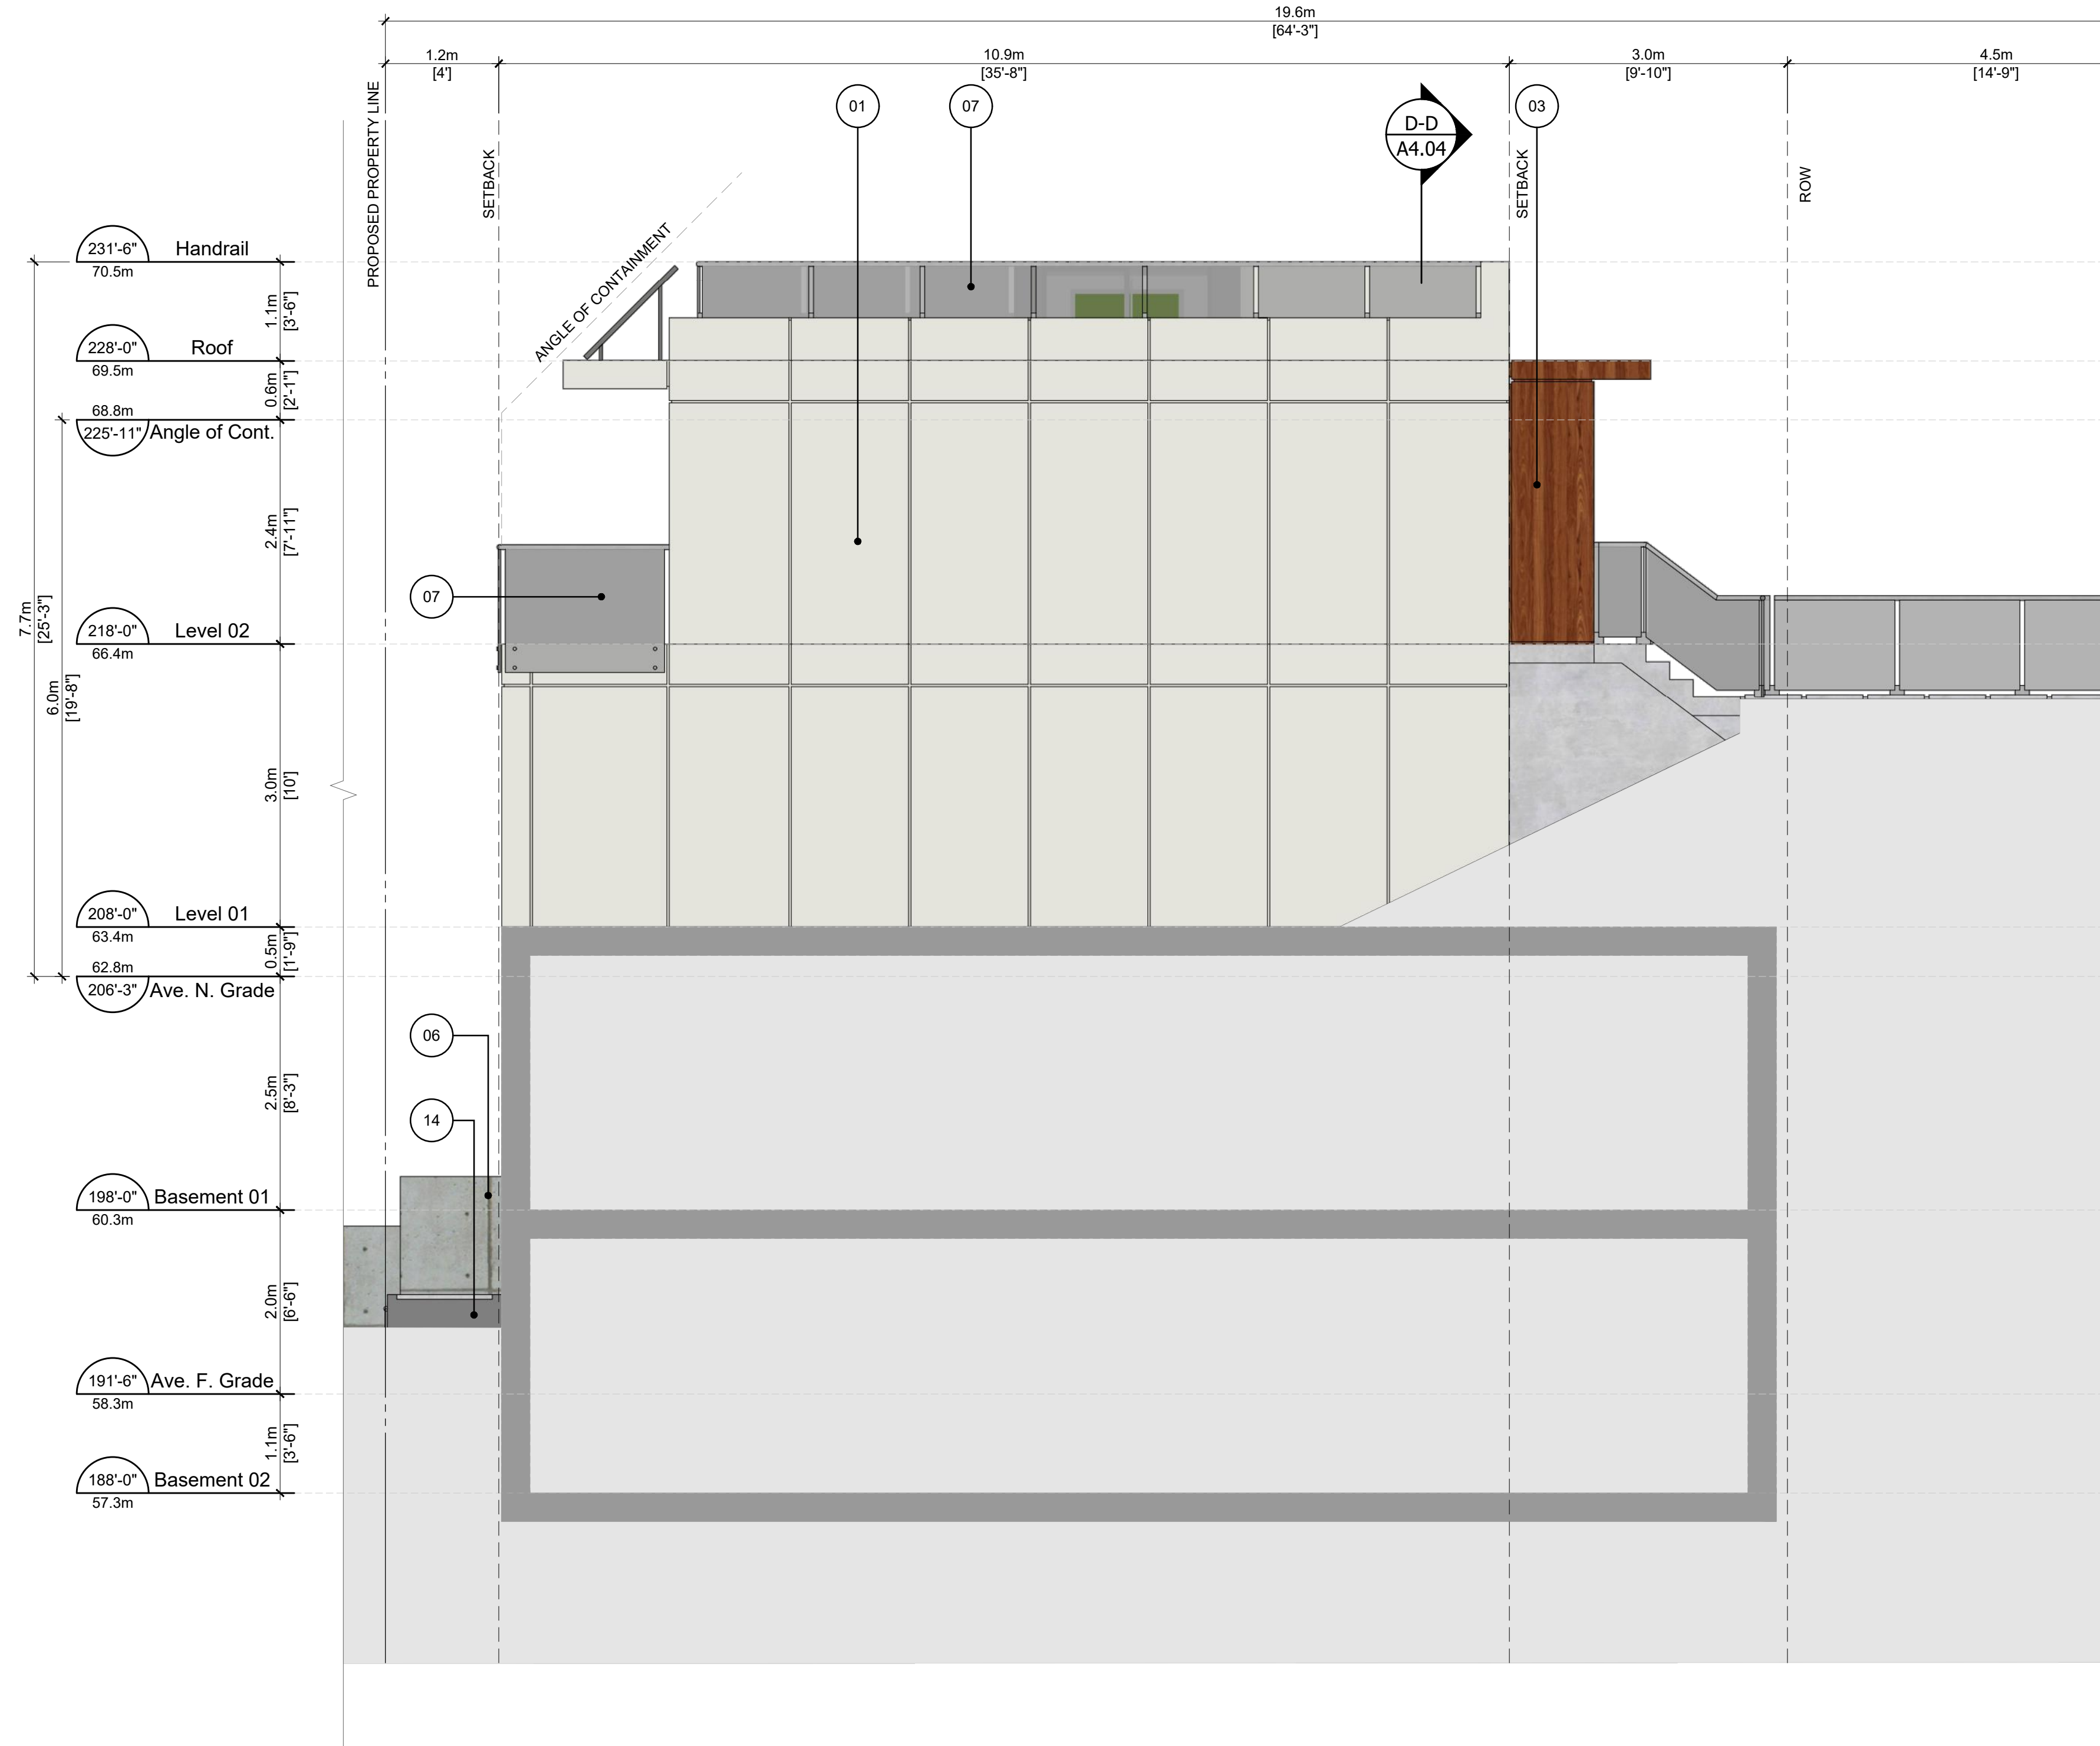 19.6m
[64'-3"]
1.2m
[4']
10.9m
[35'-8"]
3.0m
[9'-10"]
4.5m
[14'-9"]
01
07
D-D
A4.04
03
PROPOSED PROPERTY LINE
SETBACK
SETBACK
ROW
ANGLE OF CONTAINMENT
231'-6"
Handrail
70.5m
1.1m
[3'-6"]
228'-0"
Roof
69.5m
0.6m
[2'-1"]
68.8m
225'-11"
Angle of Cont.
2.4m
[7'-11"]
07
218'-0"
Level 02
66.4m
7.7m
[25'-3"]
6.0m
[19'-8"]
3.0m
[10']
208'-0"
Level 01
63.4m
0.5m
[1'-9"]
62.8m
206'-3"
Ave. N. Grade
06
2.5m
[8'-3"]
14
198'-0"
Basement 01
60.3m
2.0m
[6'-6"]
191'-6"
Ave. F. Grade
58.3m
1.1m
[3'-6"]
188'-0"
Basement 02
57.3m